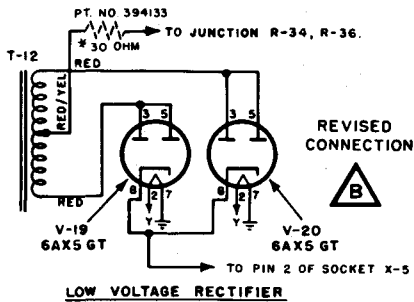 PT. NO. 394133
* 30 OHM
TO JUNCTION R-34, R-36.
T-12
RED
RED/YEL
3 5
3 5
REVISED
CONNECTION
B
8 2 7
8 2 7
Y
Y
RED
V-19
6AX5 GT
V-20
6AX5 GT
TO PIN 2 OF SOCKET X-5
LOW VOLTAGE RECTIFIER